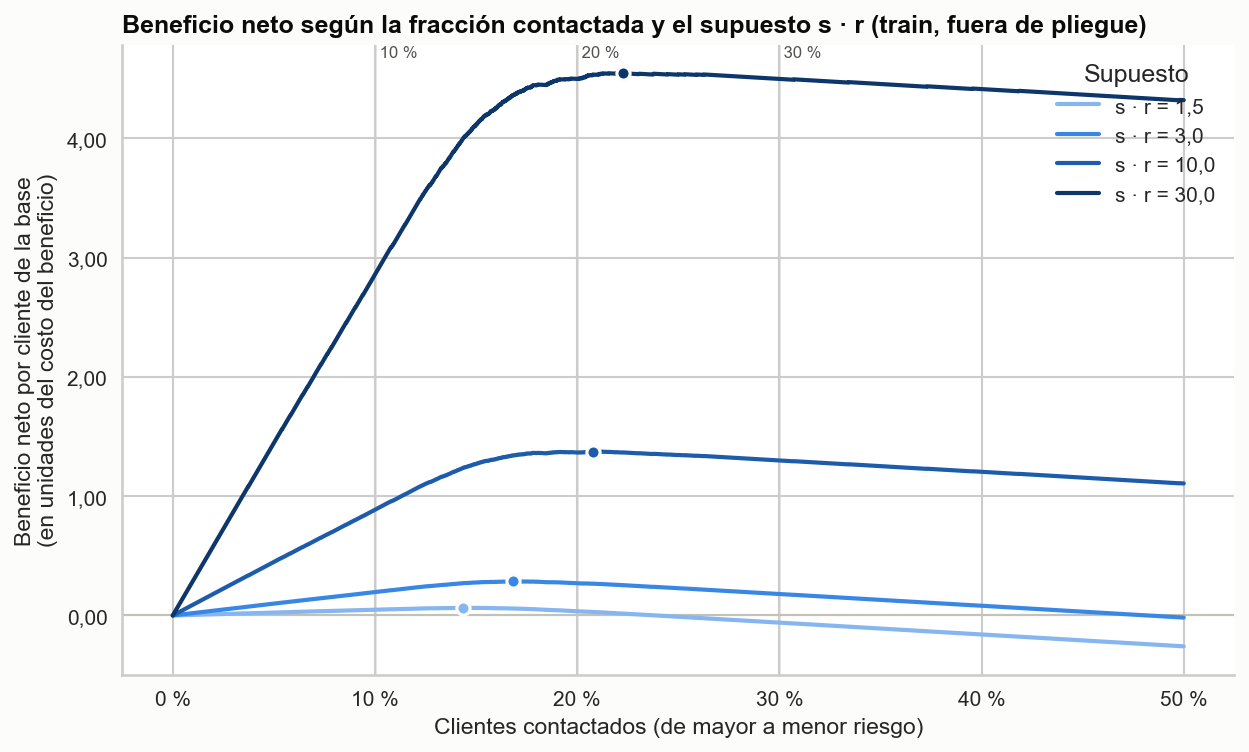 Beneficio neto según la fracción contactada y el supuesto s · r (train, fuera de pliegue)
10 %
20 %
30 %
Supuesto
s · r = 1,5
s · r = 3,0
s · r = 10,0
s · r = 30,0
Beneficio neto por cliente de la base
(en unidades del costo del beneficio)
4,00
3,00
2,00
1,00
0,00
0 %
10 %
20 %
30 %
40 %
50 %
Clientes contactados (de mayor a menor riesgo)